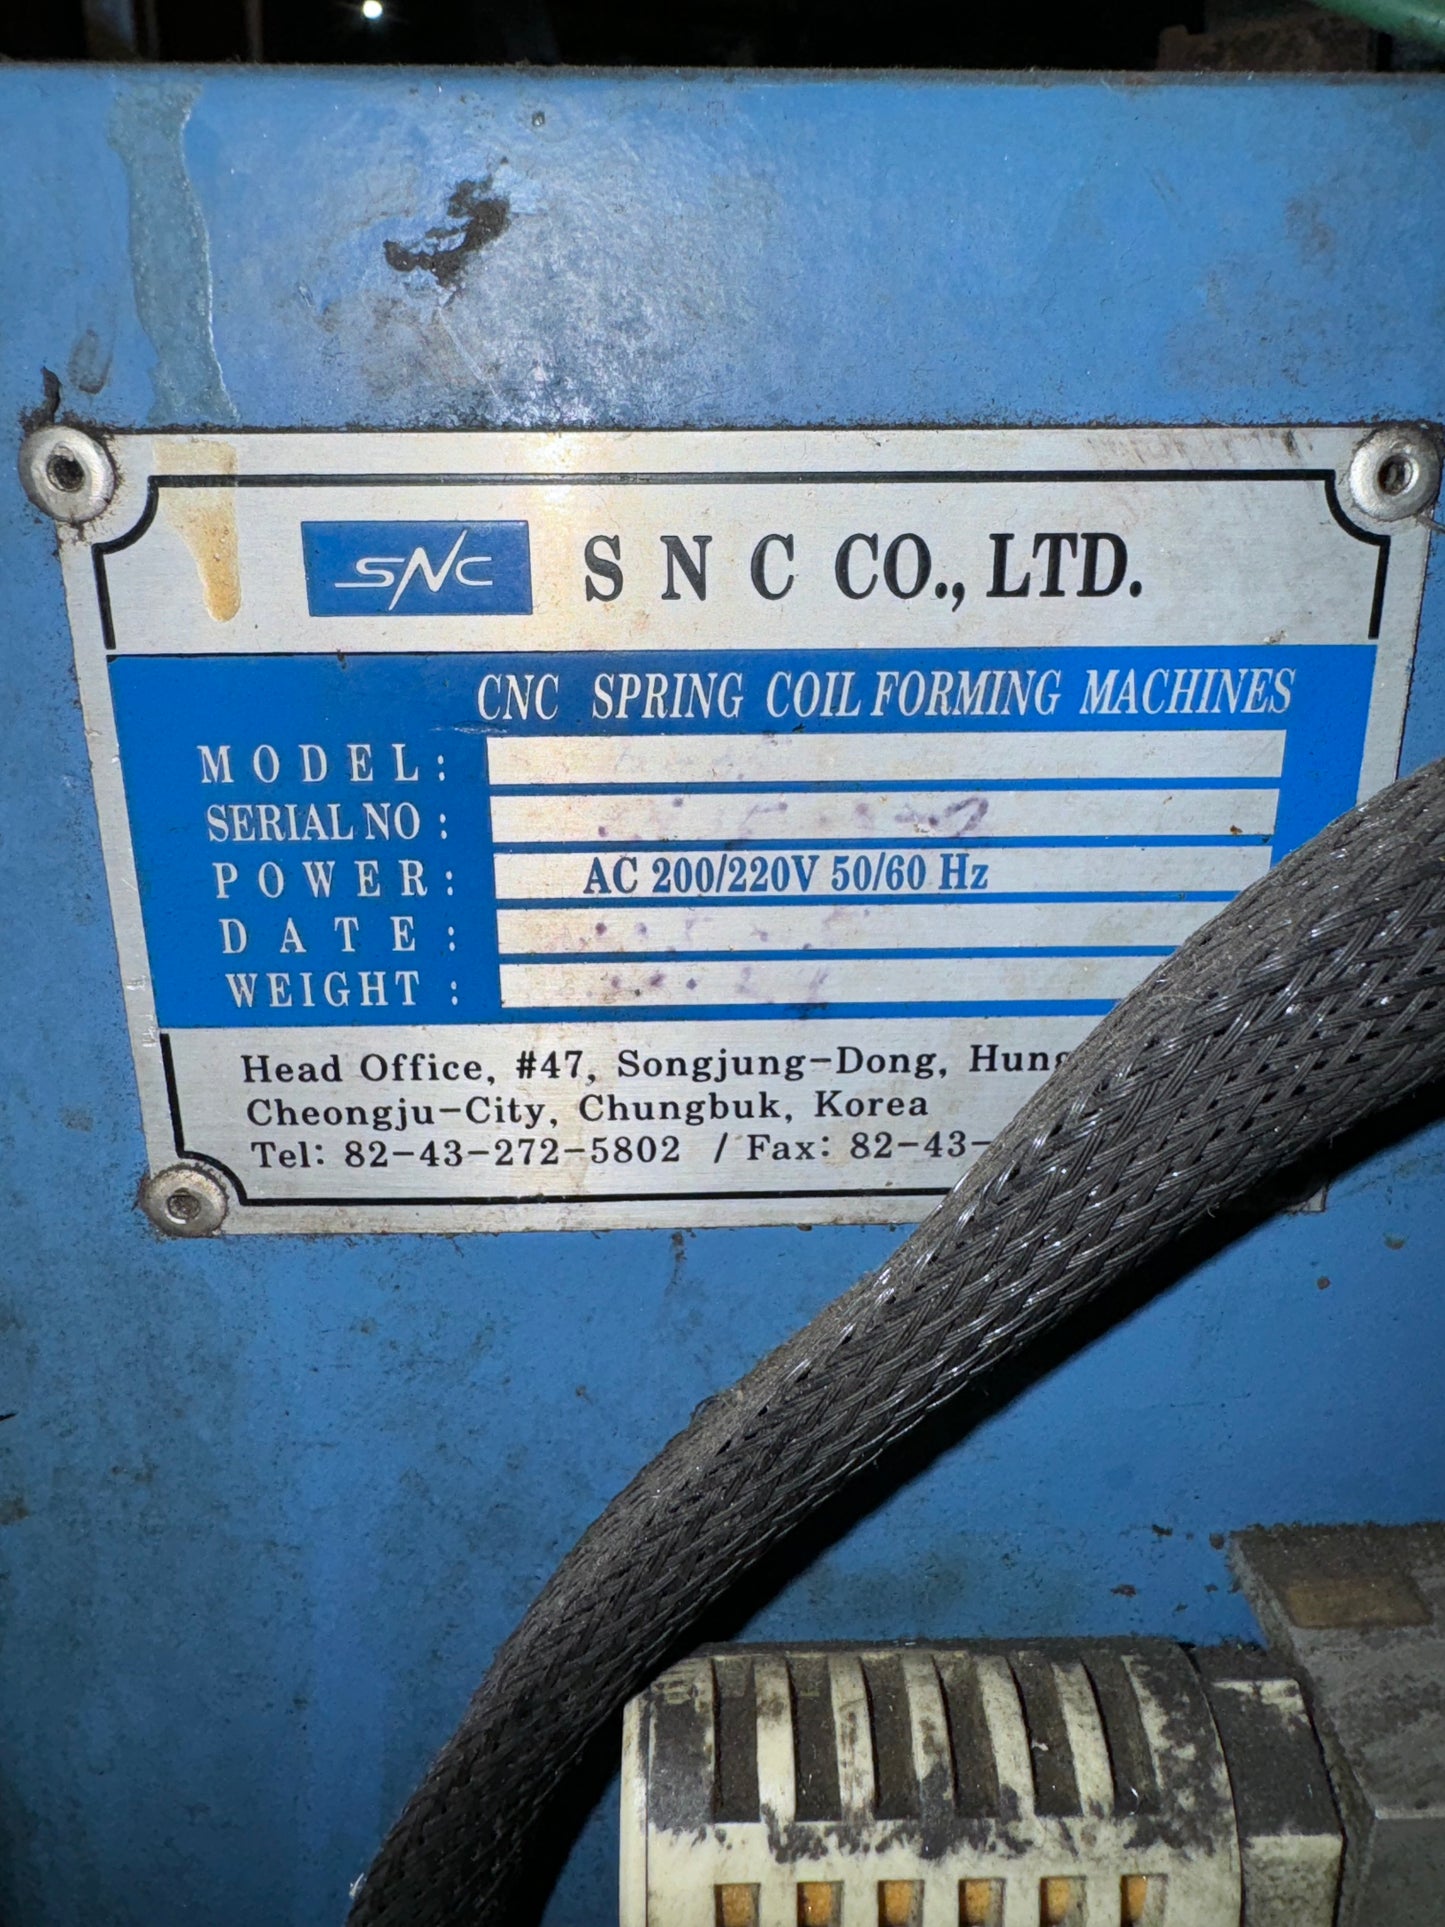 SNC S N C CO., LTD.
CNC SPRING COIL FORMING MACHINES
MODEL:
SERIAL NO :
POWER: AC 200/220V 50/60 Hz
DATE :
WEIGHT :
Head Office, #47, Songjung-Dong,
Cheongju-City, Chungbuk, Korea
Tel: 82-43-272-5802 / Fax: 82-43-